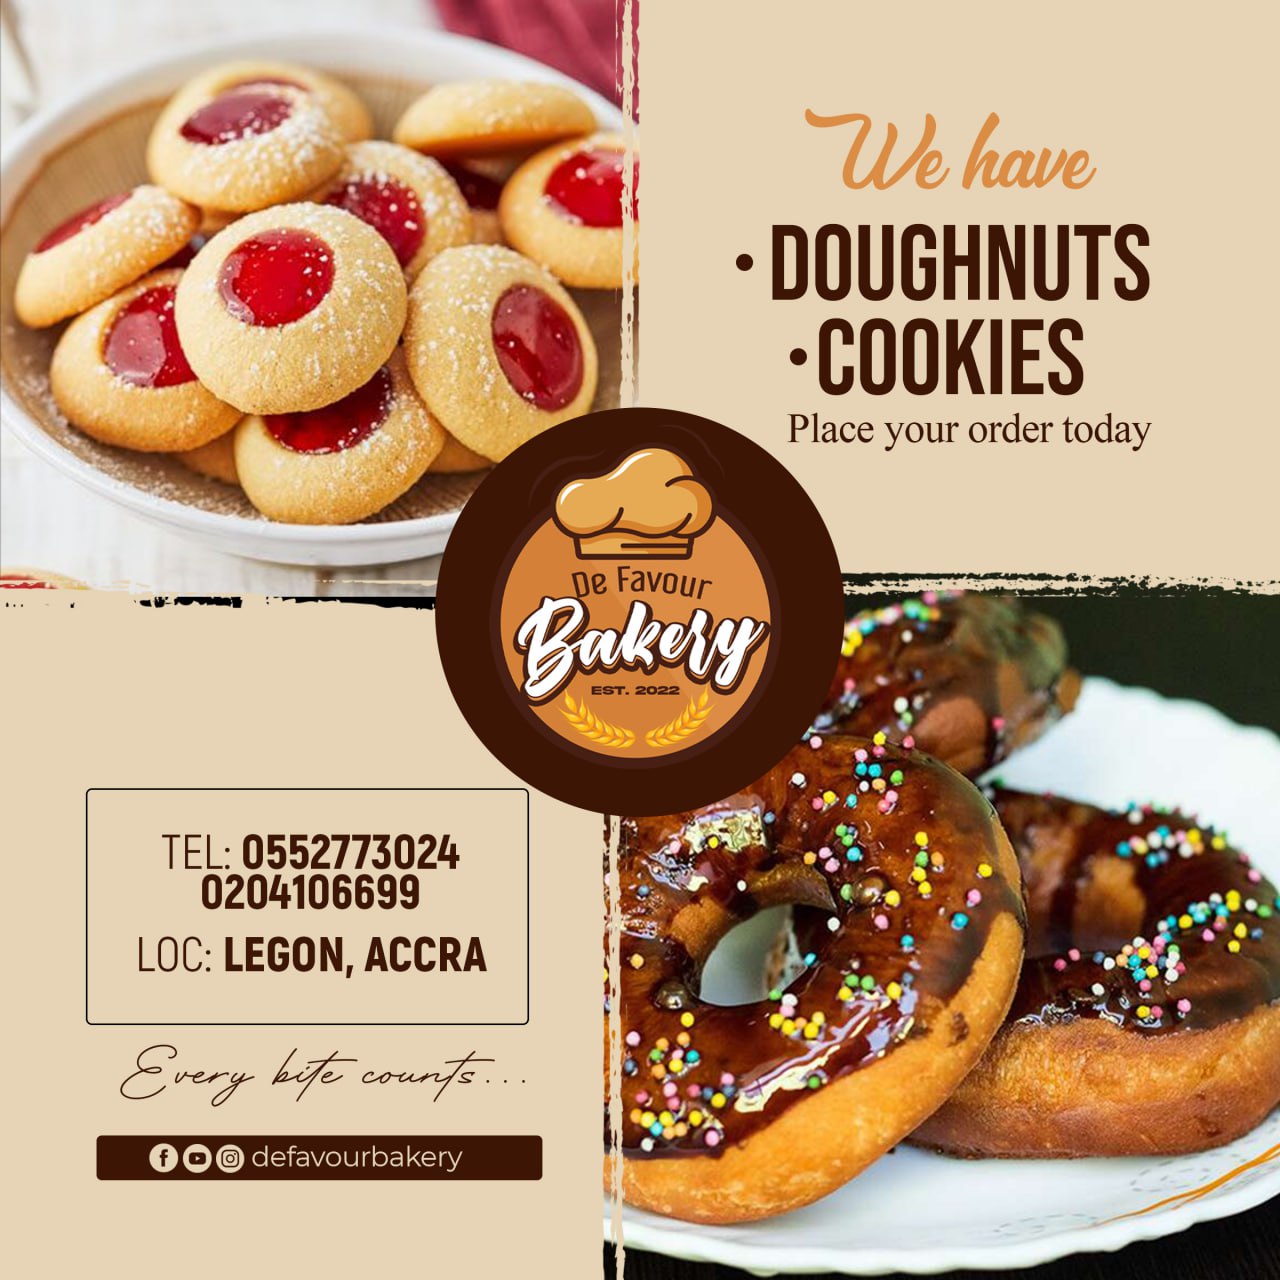 We have
• DOUGHNUTS
• COOKIES
Place your order today
De Favour
Bakery
EST. 2022
TEL: 0552773024
0204106699
LOC: LEGON, ACCRA
Every bite counts...
defavourbakery